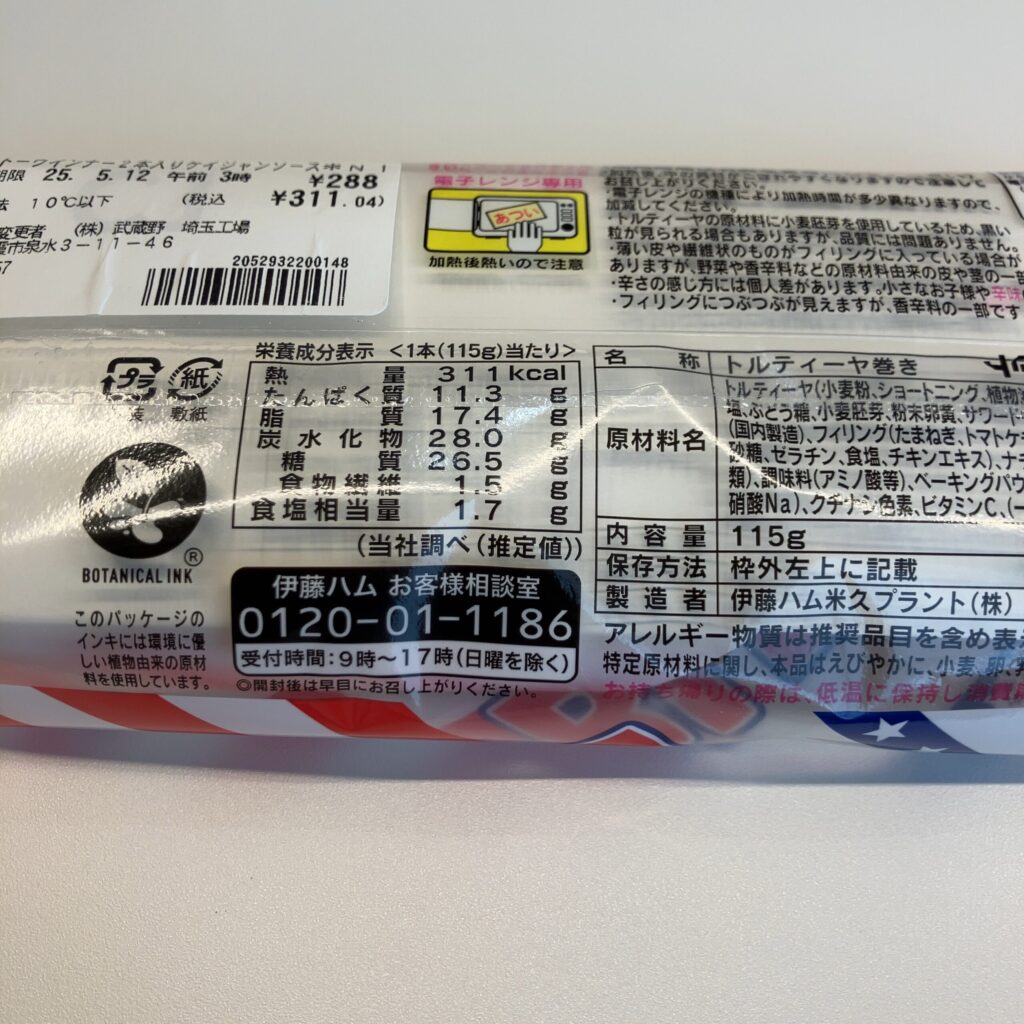 ウインナー2本入りケイジャンソース
期限 25. 5.12 午前 3時 ¥288
10℃以下 (税込 ¥311.04)
変更者 (株)武蔵野 埼玉工場
市泉水3-11-46
2052932200148
電子レンジ専用
あつい
加熱後熱いので注意
お召し上がりください。
・電子レンジの機種により加熱時間が多少異なりますので、
加減してください。
・トルティーヤの原材料に小麦胚芽を使用しているため、黒い
粒が見られる場合もありますが、品質には問題ありません。
・薄い皮や繊維状のものがフィリングに入っている場合が
ありますが、野菜や香辛料などの原材料由来の皮や茎の一部
・辛さの感じ方には個人差があります。小さなお子様や辛味
・フィリングにつぶつぶが見えますが、香辛料の一部です
プラ 紙
敷紙
BOTANICAL INK
®
このパッケージの
インキには環境に優
しい植物由来の原材
料を使用しています。
栄養成分表示 <1本(115g)当たり>
熱量 311kcal
たんぱく質 11.3 g
脂質 17.4 g
炭水化物 28.0 g
糖質 26.5 g
食物繊維 1.5 g
食塩相当量 1.7 g
(当社調べ(推定値))
伊藤ハム お客様相談室
0120-01-1186
受付時間:9時~17時(日曜を除く)
◎開封後は早目にお召し上がりください。
名称 トルティーヤ巻き
原材料名
トルティーヤ(小麦粉、ショートニング、植物
塩、ぶどう糖、小麦胚芽、粉末卵黄、サワード
(国内製造)、フィリング(たまねぎ、トマトケ
砂糖、ゼラチン、食塩、チキンエキス)、ナ
類)、調味料(アミノ酸等)、ベーキングパウ
硝酸Na)、クチナシ色素、ビタミンC、(一
内容量 115g
保存方法 枠外左上に記載
製造者 伊藤ハム米久プラント(株)
アレルギー物質は推奨品目を含め表
特定原材料に関し、本品はえびやかに、小麦、卵、乳
お持ち帰りの際は、低温に保持し消費